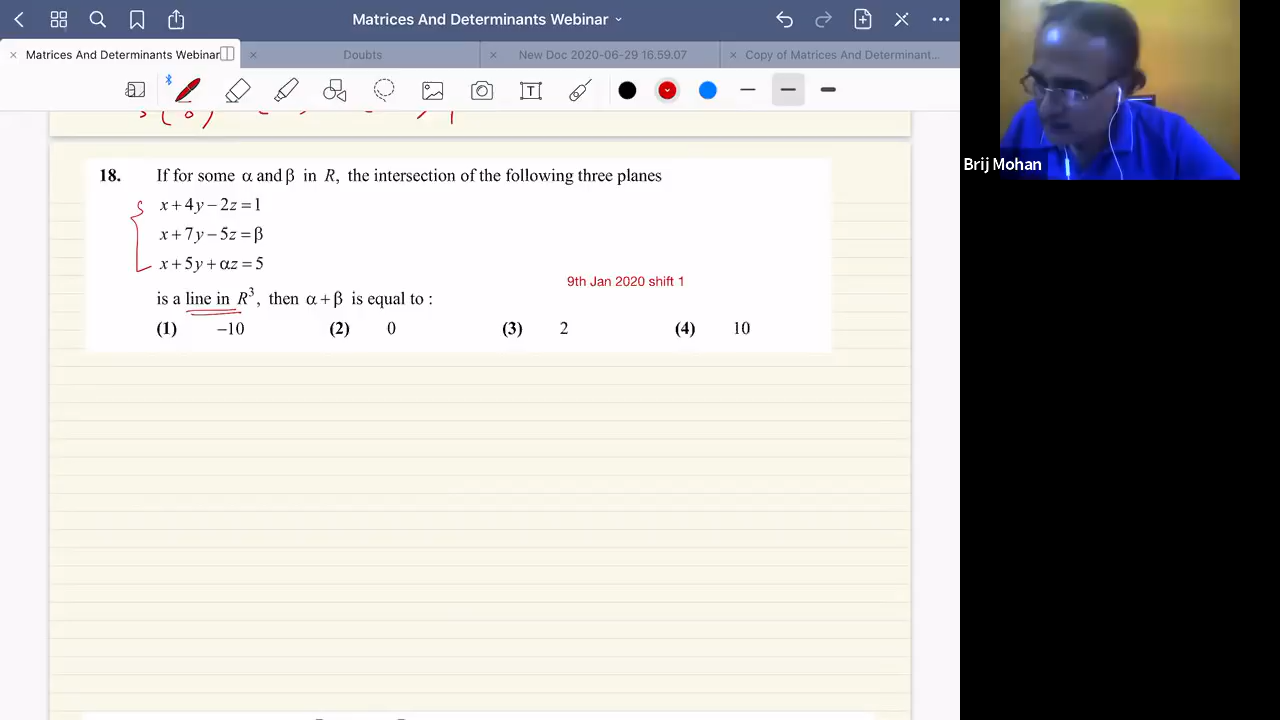 Matrices And Determinants Webinar
Matrices And Determinants Webinar
Doubts
New Doc 2020-06-29 16.59.07
Copy of Matrices And Determinant...
T
Brij Mohan
18. If for some α and β in R, the intersection of the following three planes
x + 4y − 2z = 1
x + 7y − 5z = β
x + 5y + αz = 5
9th Jan 2020 shift 1
is a line in R³, then α + β is equal to :
(1) −10 (2) 0 (3) 2 (4) 10